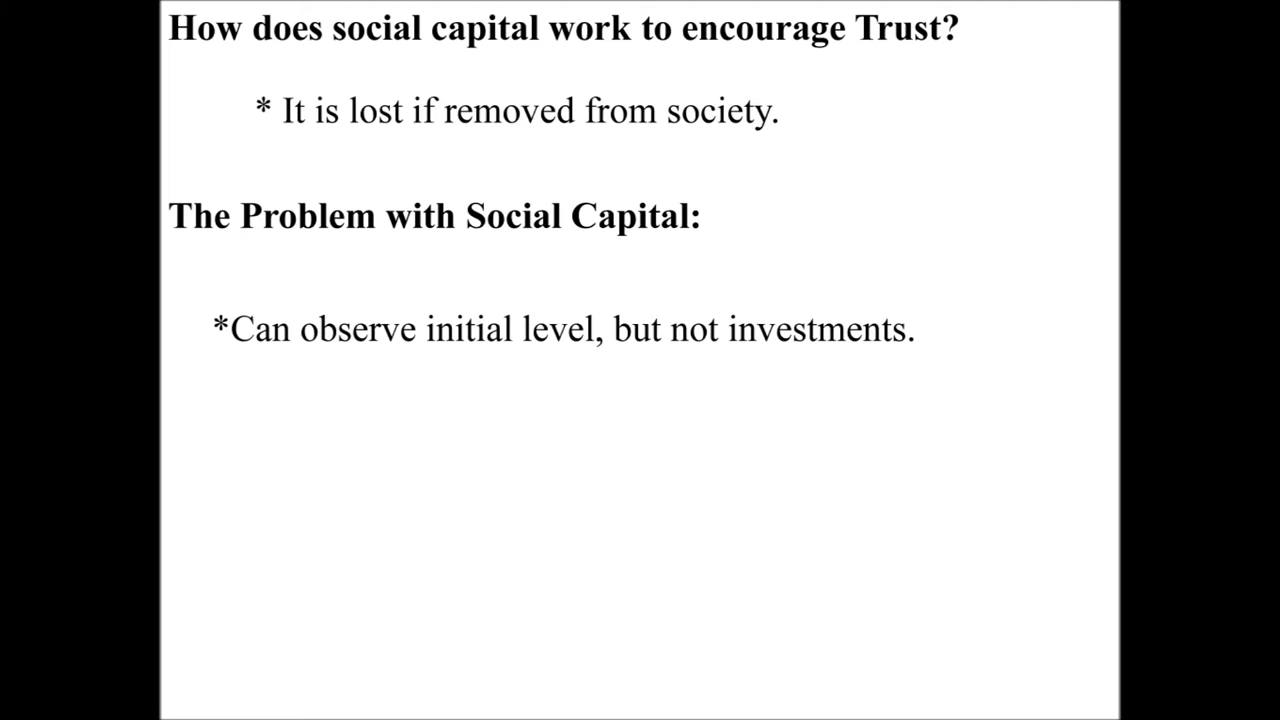 How does social capital work to encourage Trust?
* It is lost if removed from society.
The Problem with Social Capital:
*Can observe initial level, but not investments.